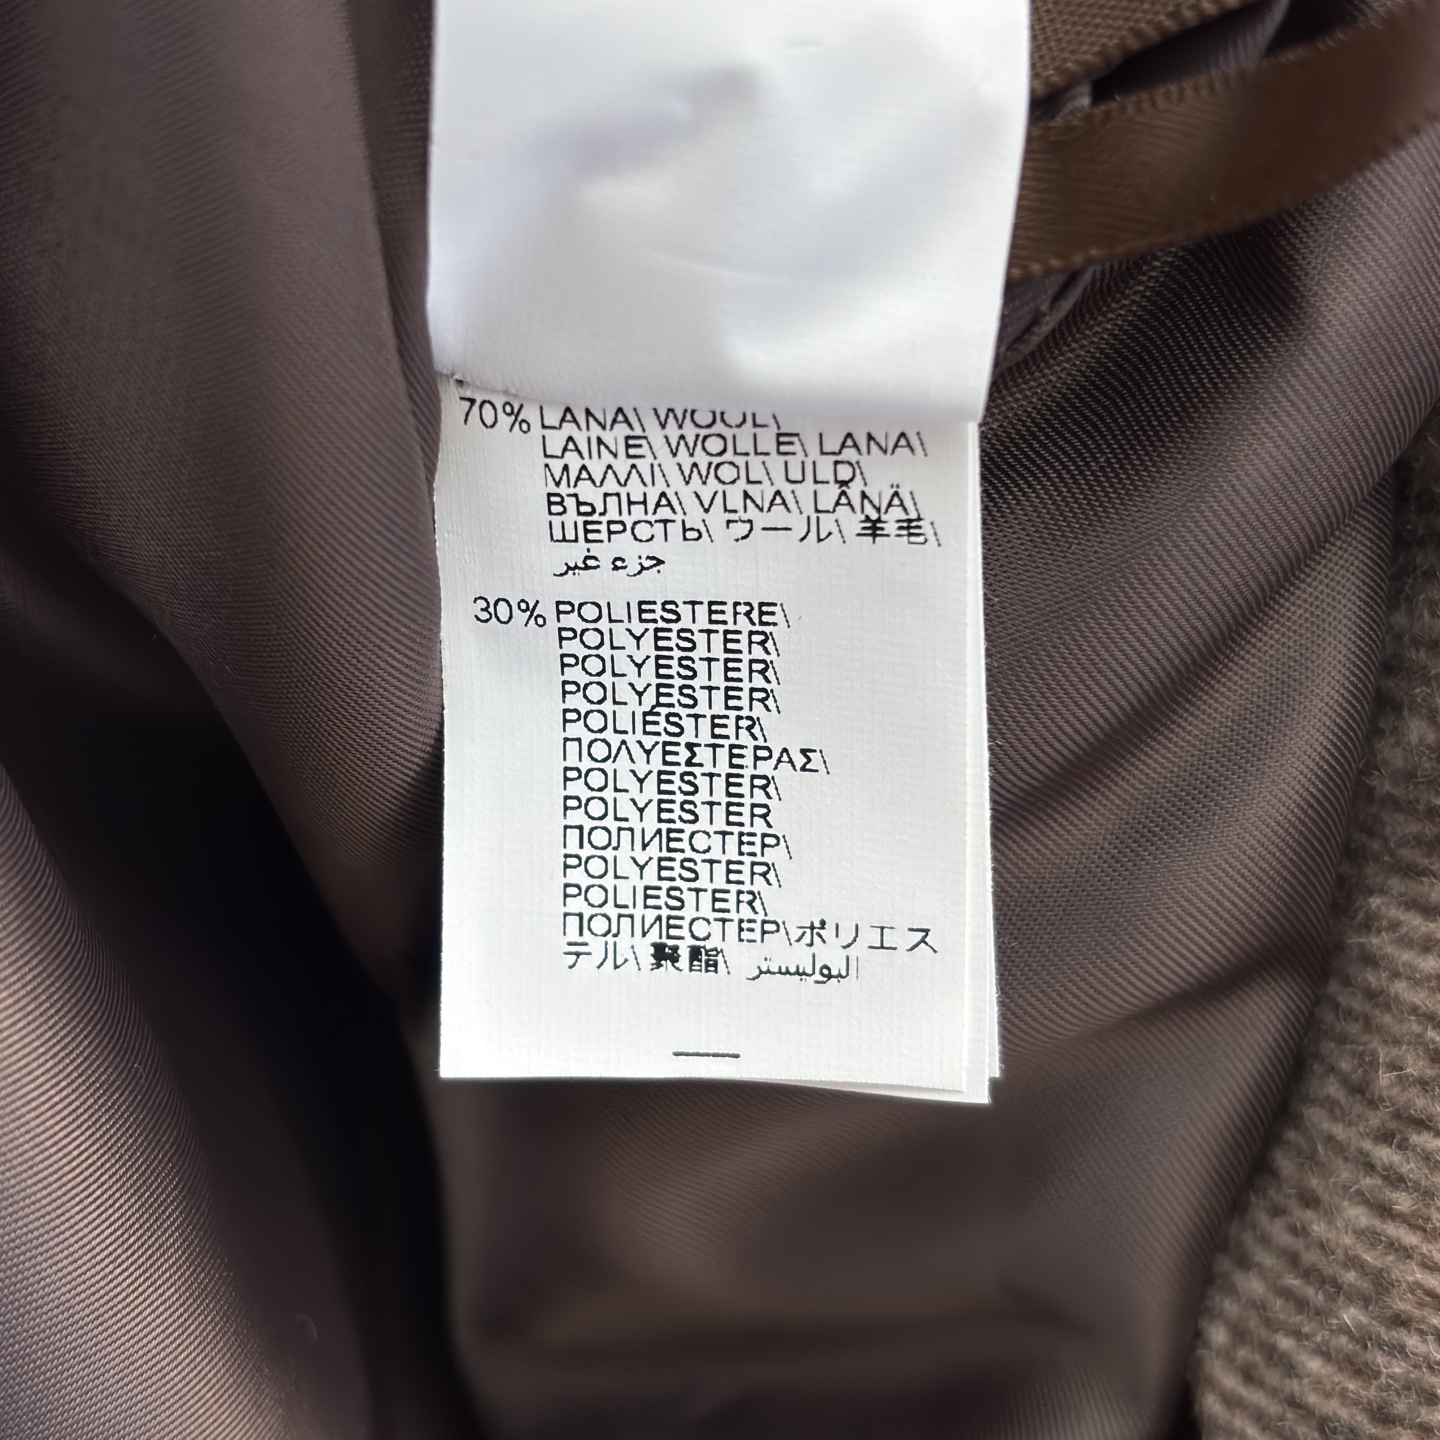 70% LANA\ WOOL\
LAINE\ WOLLE\ LANA\
ΜΑΛΛΙ\ WOL\ ULD\
ВЪЛНА\ VLNA\ LÂNĂ\
ШЕРСТЬ\ ウール\ 羊毛\
جزء غير
30% POLIESTERE\
POLYESTER\
POLYESTER\
POLYESTER\
POLIÉSTER\
ΠΟΛΥΕΣΤΕΡΑΣ\
POLYESTER\
POLYESTER
ПОЛИЕСТЕР\
POLYESTER\
POLIESTER\
ПОЛИЕСТЕР\ポリエス
テル\ 聚酯\ البوليستر